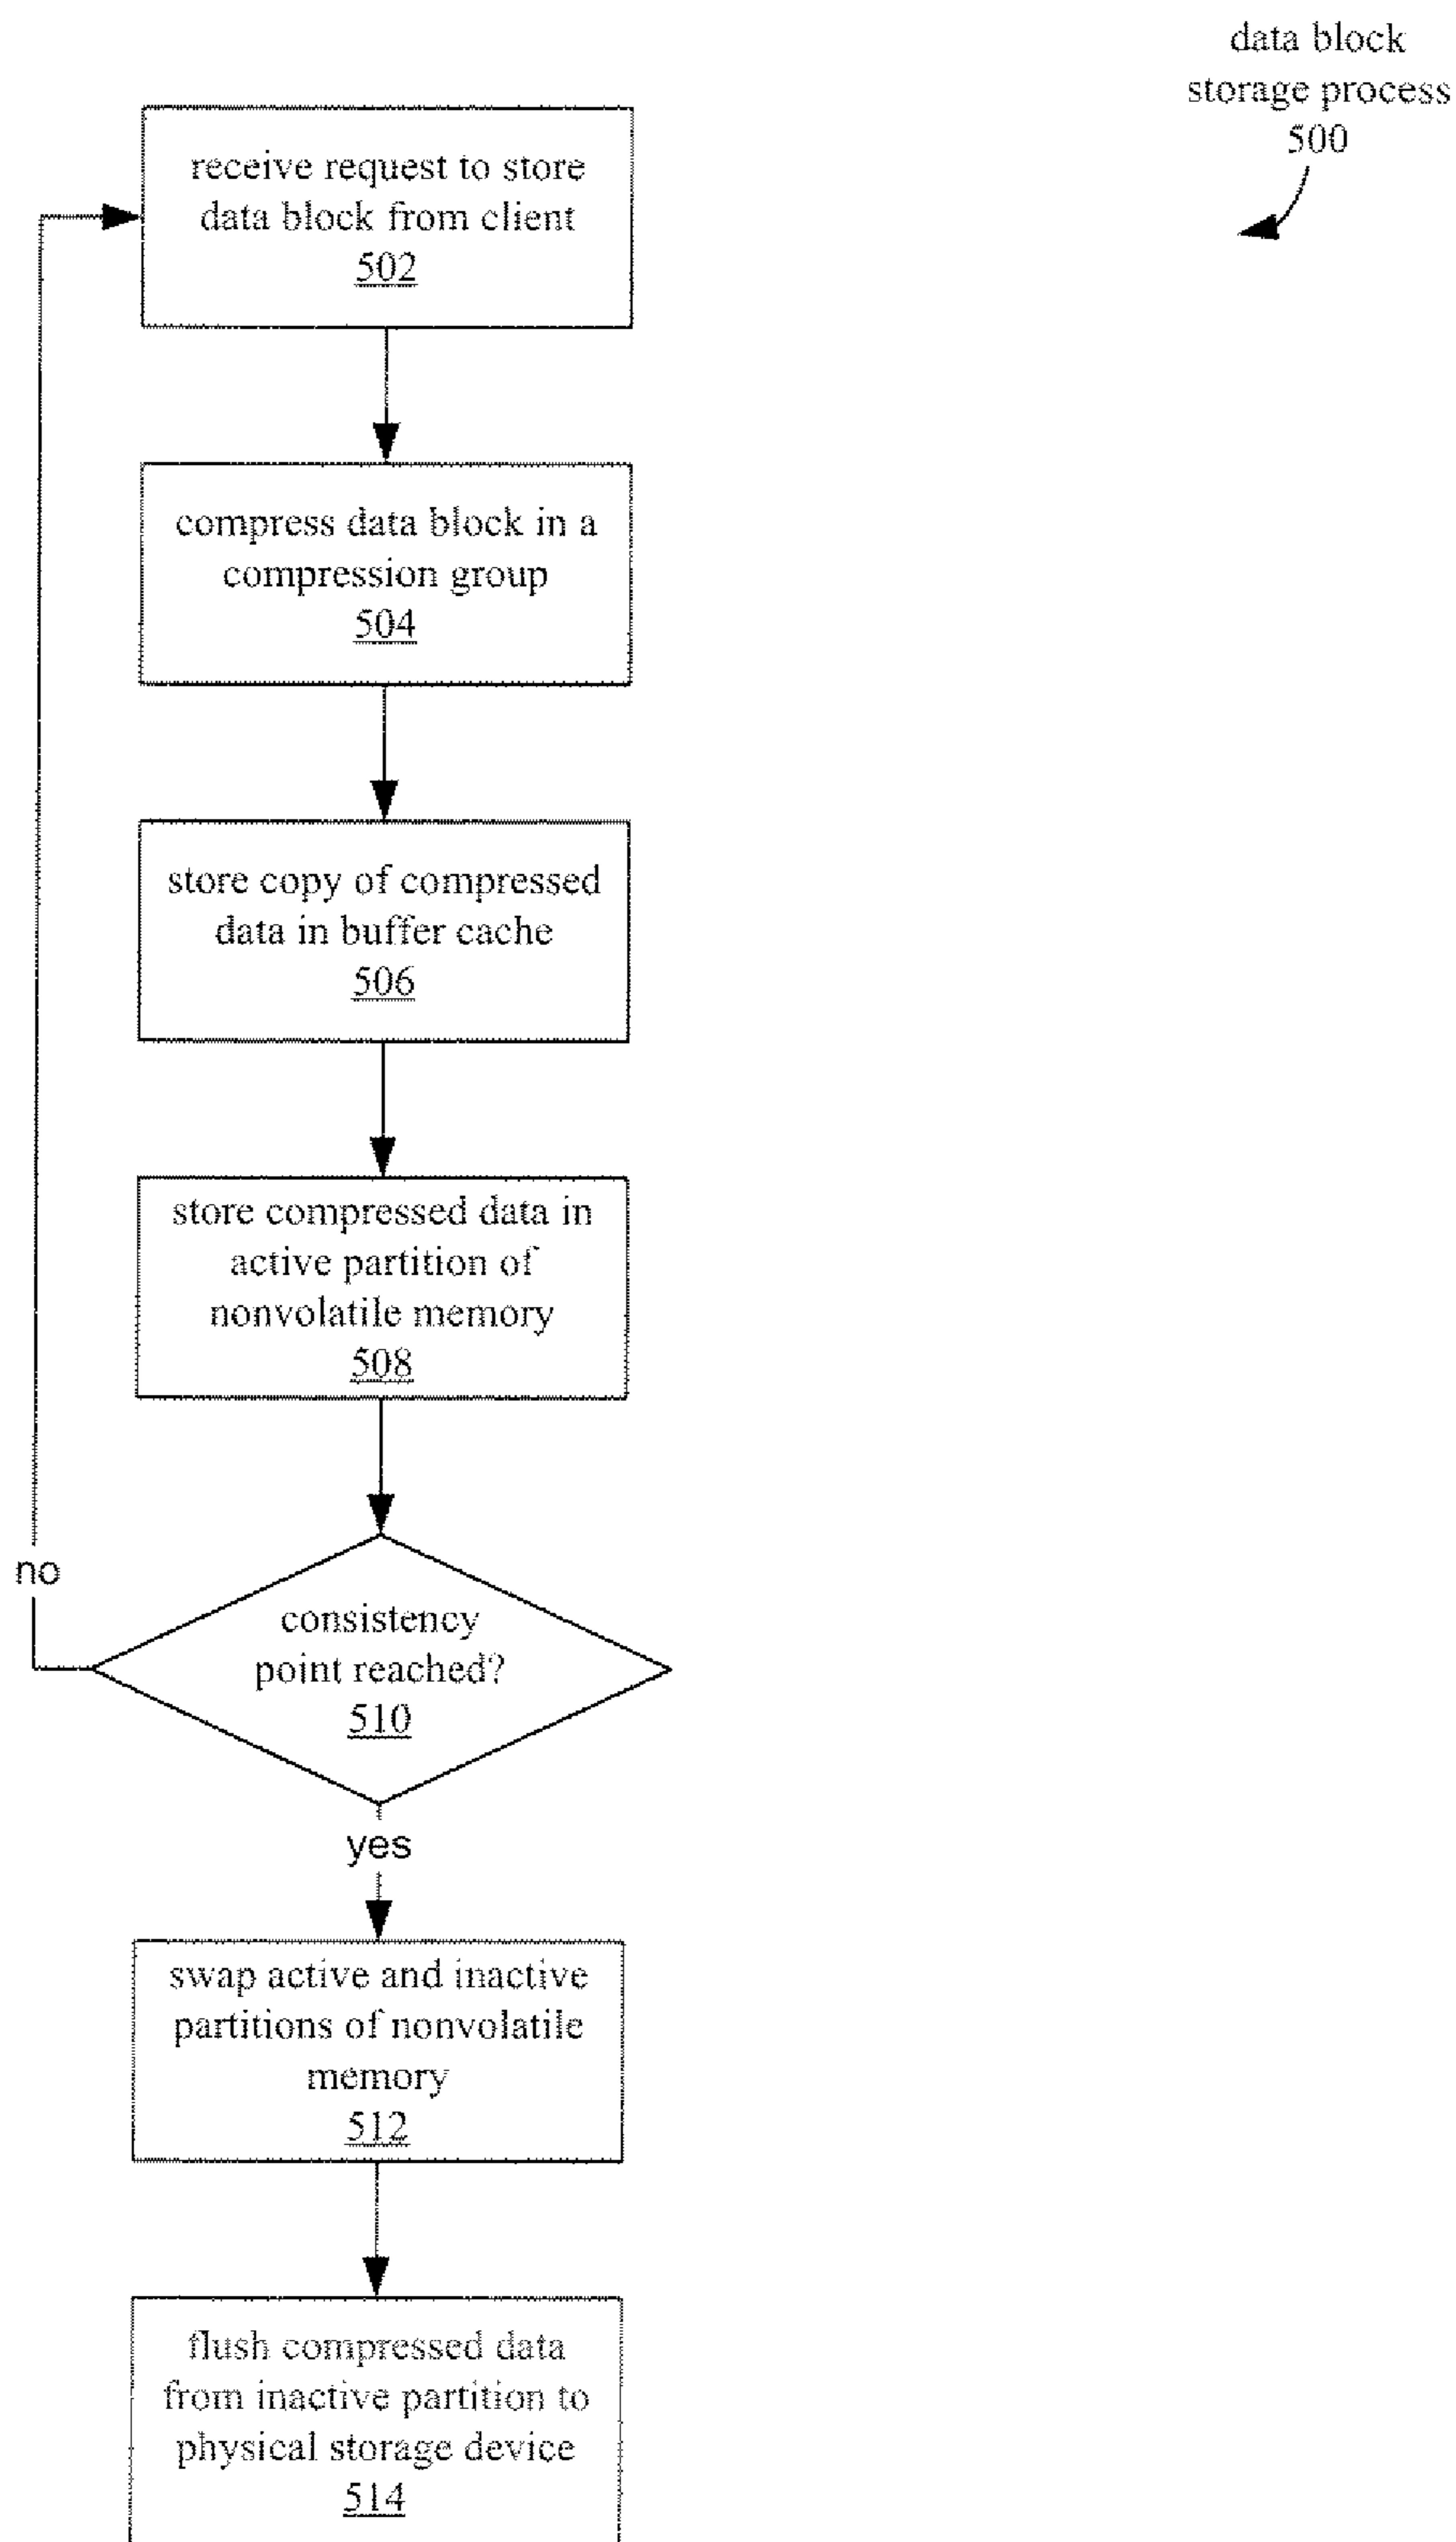 data block
storage process
500
receive request to store
data block from client
502
compress data block in a
compression group
504
store copy of compressed
data in buffer cache
506
store compressed data in
active partition of
nonvolatile memory
508
no
consistency
point reached?
510
yes
swap active and inactive
partitions of nonvolatile
memory
512
flush compressed data
from inactive partition to
physical storage device
514